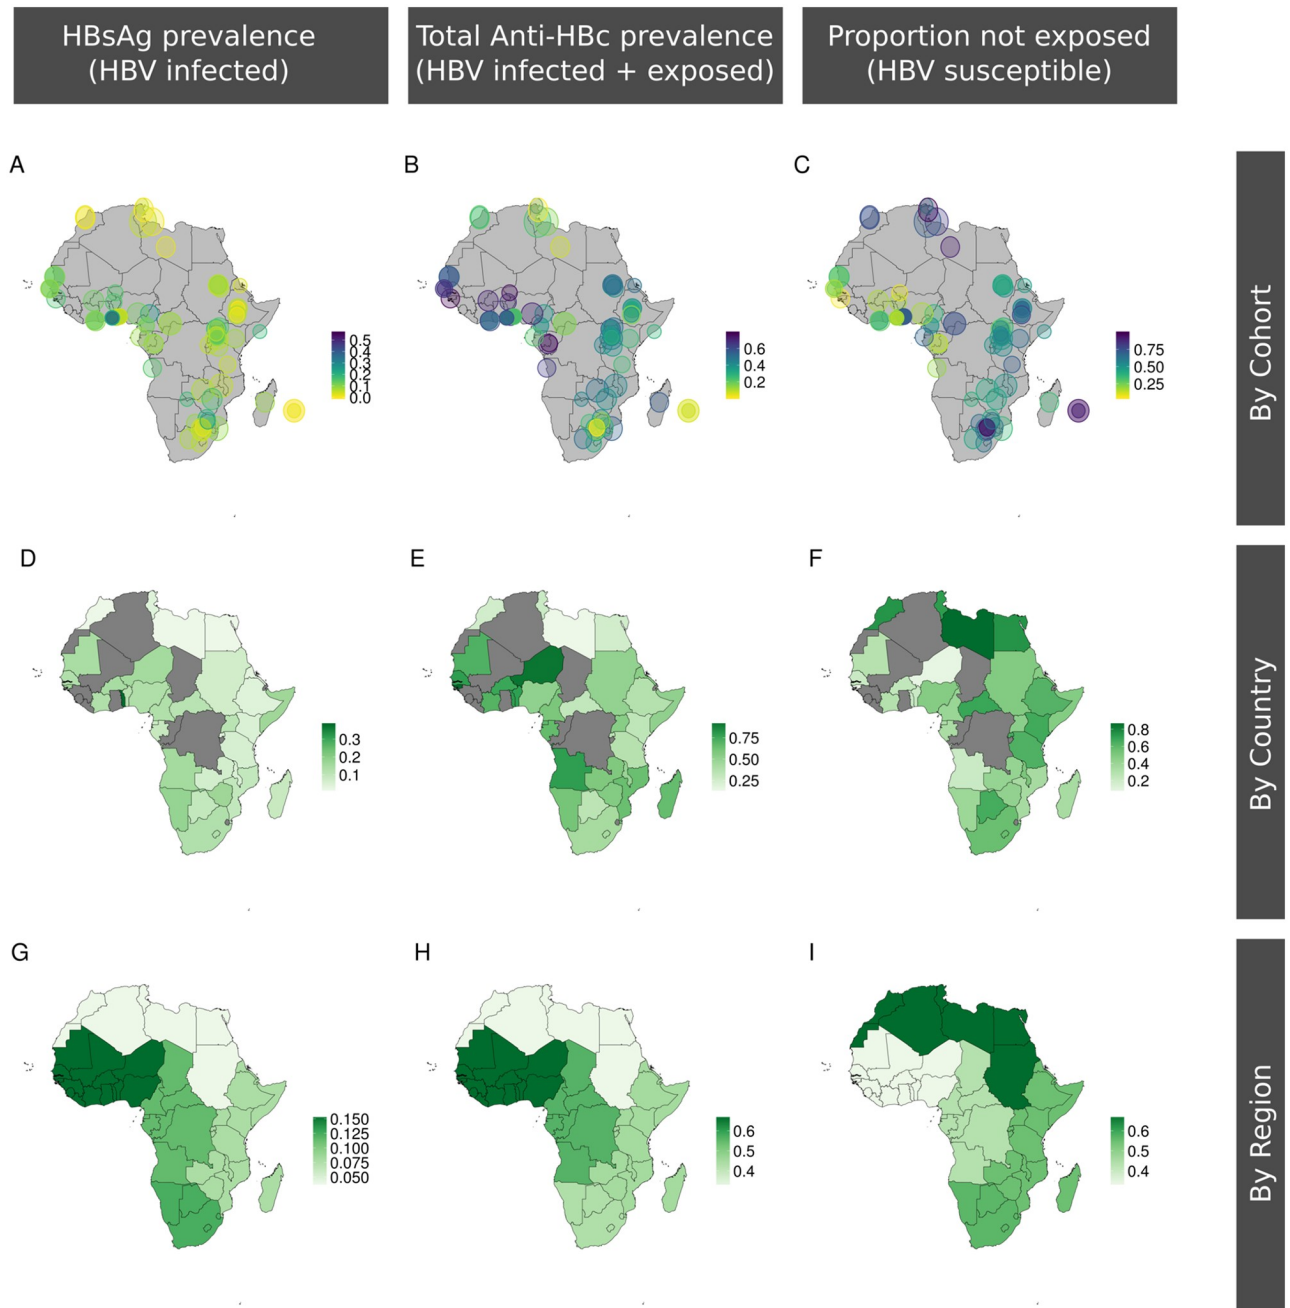 HBsAg prevalence
(HBV infected)
Total Anti-HBc prevalence
(HBV infected + exposed)
Proportion not exposed
(HBV susceptible)
A
B
C
0.5
0.4
0.3
0.2
0.1
0.0
0.6
0.4
0.2
0.75
0.50
0.25
By Cohort
D
E
F
0.3
0.2
0.1
0.75
0.50
0.25
0.8
0.6
0.4
0.2
By Country
G
H
I
0.150
0.125
0.100
0.075
0.050
0.6
0.5
0.4
0.6
0.5
0.4
By Region